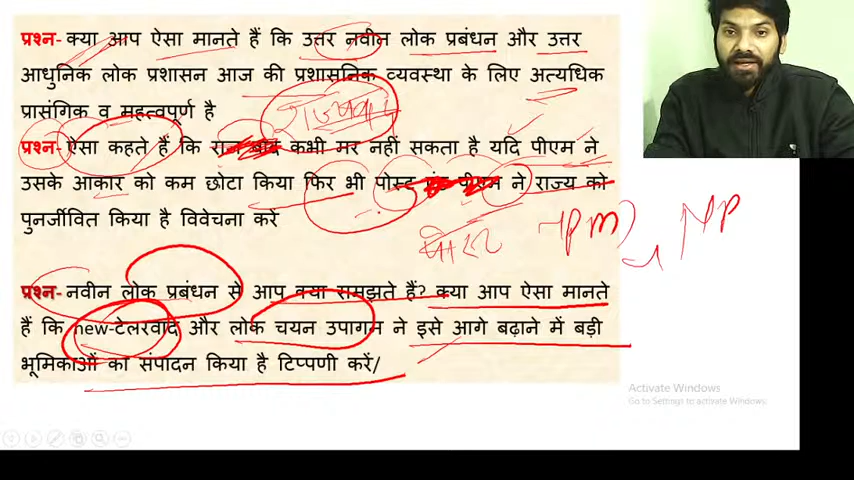 प्रश्न- क्या आप ऐसा मानते हैं कि उत्तर नवीन लोक प्रबंधन और उत्तर
आधुनिक लोक प्रशासन आज की प्रशासनिक व्यवस्था के लिए अत्यधिक
प्रासंगिक व महत्वपूर्ण है
प्रश्न- ऐसा कहते हैं कि कभी मर नहीं सकता है यदि पीएम ने
उसके आकार को कम छोटा किया फिर भी पोस्ट ने राज्य को
पुनर्जीवित किया है विवेचना करें
पोस्ट
प्रश्न- नवीन लोक प्रबंधन से आप क्या समझते हैं? क्या आप ऐसा मानते
हैं कि new-टेलरवाद और लोक चयन उपागम ने इसे आगे बढ़ाने में बड़ी
भूमिकाओं का संपादन किया है टिप्पणी करें/
Activate Windows
Go to Settings to activate Windows.